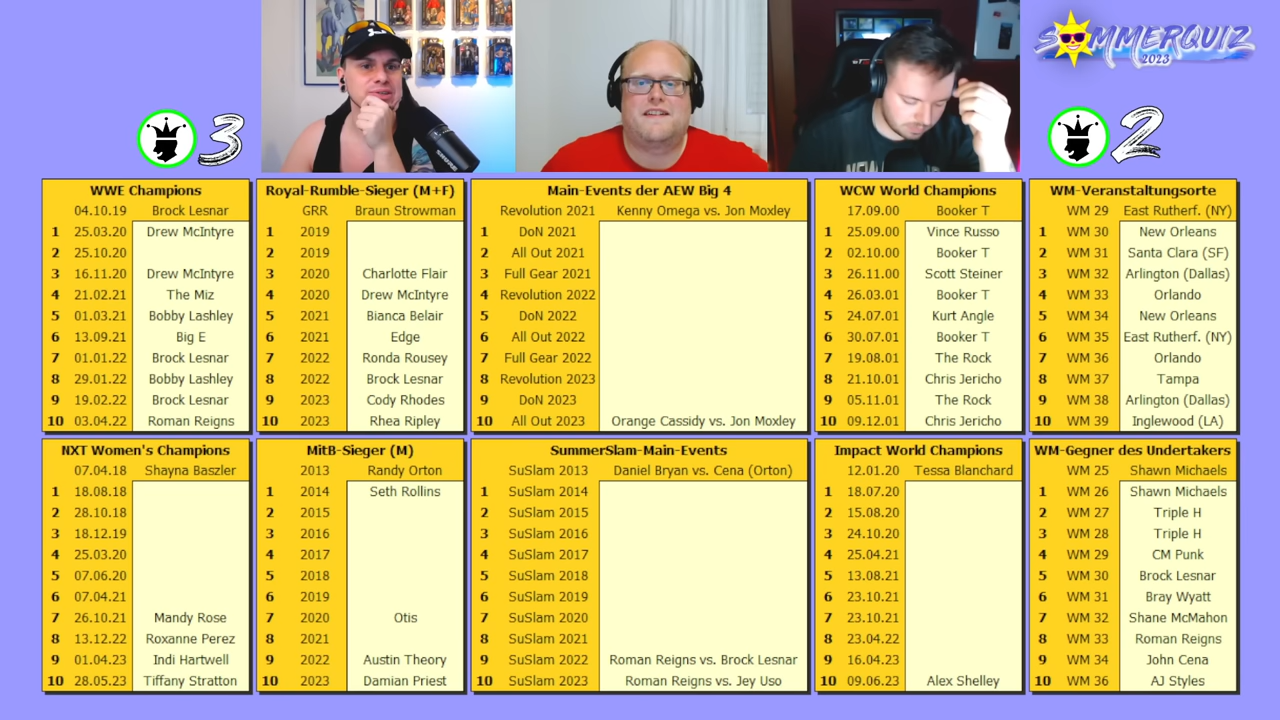 SOMMERQUIZ
2023
3
2
WWE Champions
04.10.19 Brock Lesnar
1 25.03.20 Drew McIntyre
2 25.10.20
3 16.11.20 Drew McIntyre
4 21.02.21 The Miz
5 01.03.21 Bobby Lashley
6 13.09.21 Big E
7 01.01.22 Brock Lesnar
8 29.01.22 Bobby Lashley
9 19.02.22 Brock Lesnar
10 03.04.22 Roman Reigns
Royal-Rumble-Sieger (M+F)
GRR Braun Strowman
1 2019
2 2019
3 2020 Charlotte Flair
4 2020 Drew McIntyre
5 2021 Bianca Belair
6 2021 Edge
7 2022 Ronda Rousey
8 2022 Brock Lesnar
9 2023 Cody Rhodes
10 2023 Rhea Ripley
Main-Events der AEW Big 4
Revolution 2021 Kenny Omega vs. Jon Moxley
1 DoN 2021
2 All Out 2021
3 Full Gear 2021
4 Revolution 2022
5 DoN 2022
6 All Out 2022
7 Full Gear 2022
8 Revolution 2023
9 DoN 2023
10 All Out 2023 Orange Cassidy vs. Jon Moxley
WCW World Champions
17.09.00 Booker T
1 25.09.00 Vince Russo
2 02.10.00 Booker T
3 26.11.00 Scott Steiner
4 26.03.01 Booker T
5 24.07.01 Kurt Angle
6 30.07.01 Booker T
7 19.08.01 The Rock
8 21.10.01 Chris Jericho
9 05.11.01 The Rock
10 09.12.01 Chris Jericho
WM-Veranstaltungsorte
WM 29 East Rutherf. (NY)
1 WM 30 New Orleans
2 WM 31 Santa Clara (SF)
3 WM 32 Arlington (Dallas)
4 WM 33 Orlando
5 WM 34 New Orleans
6 WM 35 East Rutherf. (NY)
7 WM 36 Orlando
8 WM 37 Tampa
9 WM 38 Arlington (Dallas)
10 WM 39 Inglewood (LA)
NXT Women's Champions
07.04.18 Shayna Baszler
1 18.08.18
2 28.10.18
3 18.12.19
4 25.03.20
5 07.06.20
6 07.04.21
7 26.10.21 Mandy Rose
8 13.12.22 Roxanne Perez
9 01.04.23 Indi Hartwell
10 28.05.23 Tiffany Stratton
MitB-Sieger (M)
2013 Randy Orton
1 2014 Seth Rollins
2 2015
3 2016
4 2017
5 2018
6 2019
7 2020 Otis
8 2021
9 2022 Austin Theory
10 2023 Damian Priest
SummerSlam-Main-Events
SuSlam 2013 Daniel Bryan vs. Cena (Orton)
1 SuSlam 2014
2 SuSlam 2015
3 SuSlam 2016
4 SuSlam 2017
5 SuSlam 2018
6 SuSlam 2019
7 SuSlam 2020
8 SuSlam 2021
9 SuSlam 2022 Roman Reigns vs. Brock Lesnar
10 SuSlam 2023 Roman Reigns vs. Jey Uso
Impact World Champions
12.01.20 Tessa Blanchard
1 18.07.20
2 15.08.20
3 24.10.20
4 25.04.21
5 13.08.21
6 23.10.21
7 23.10.21
8 23.04.22
9 16.04.23
10 09.06.23 Alex Shelley
WM-Gegner des Undertakers
WM 25 Shawn Michaels
1 WM 26 Shawn Michaels
2 WM 27 Triple H
3 WM 28 Triple H
4 WM 29 CM Punk
5 WM 30 Brock Lesnar
6 WM 31 Bray Wyatt
7 WM 32 Shane McMahon
8 WM 33 Roman Reigns
9 WM 34 John Cena
10 WM 36 AJ Styles